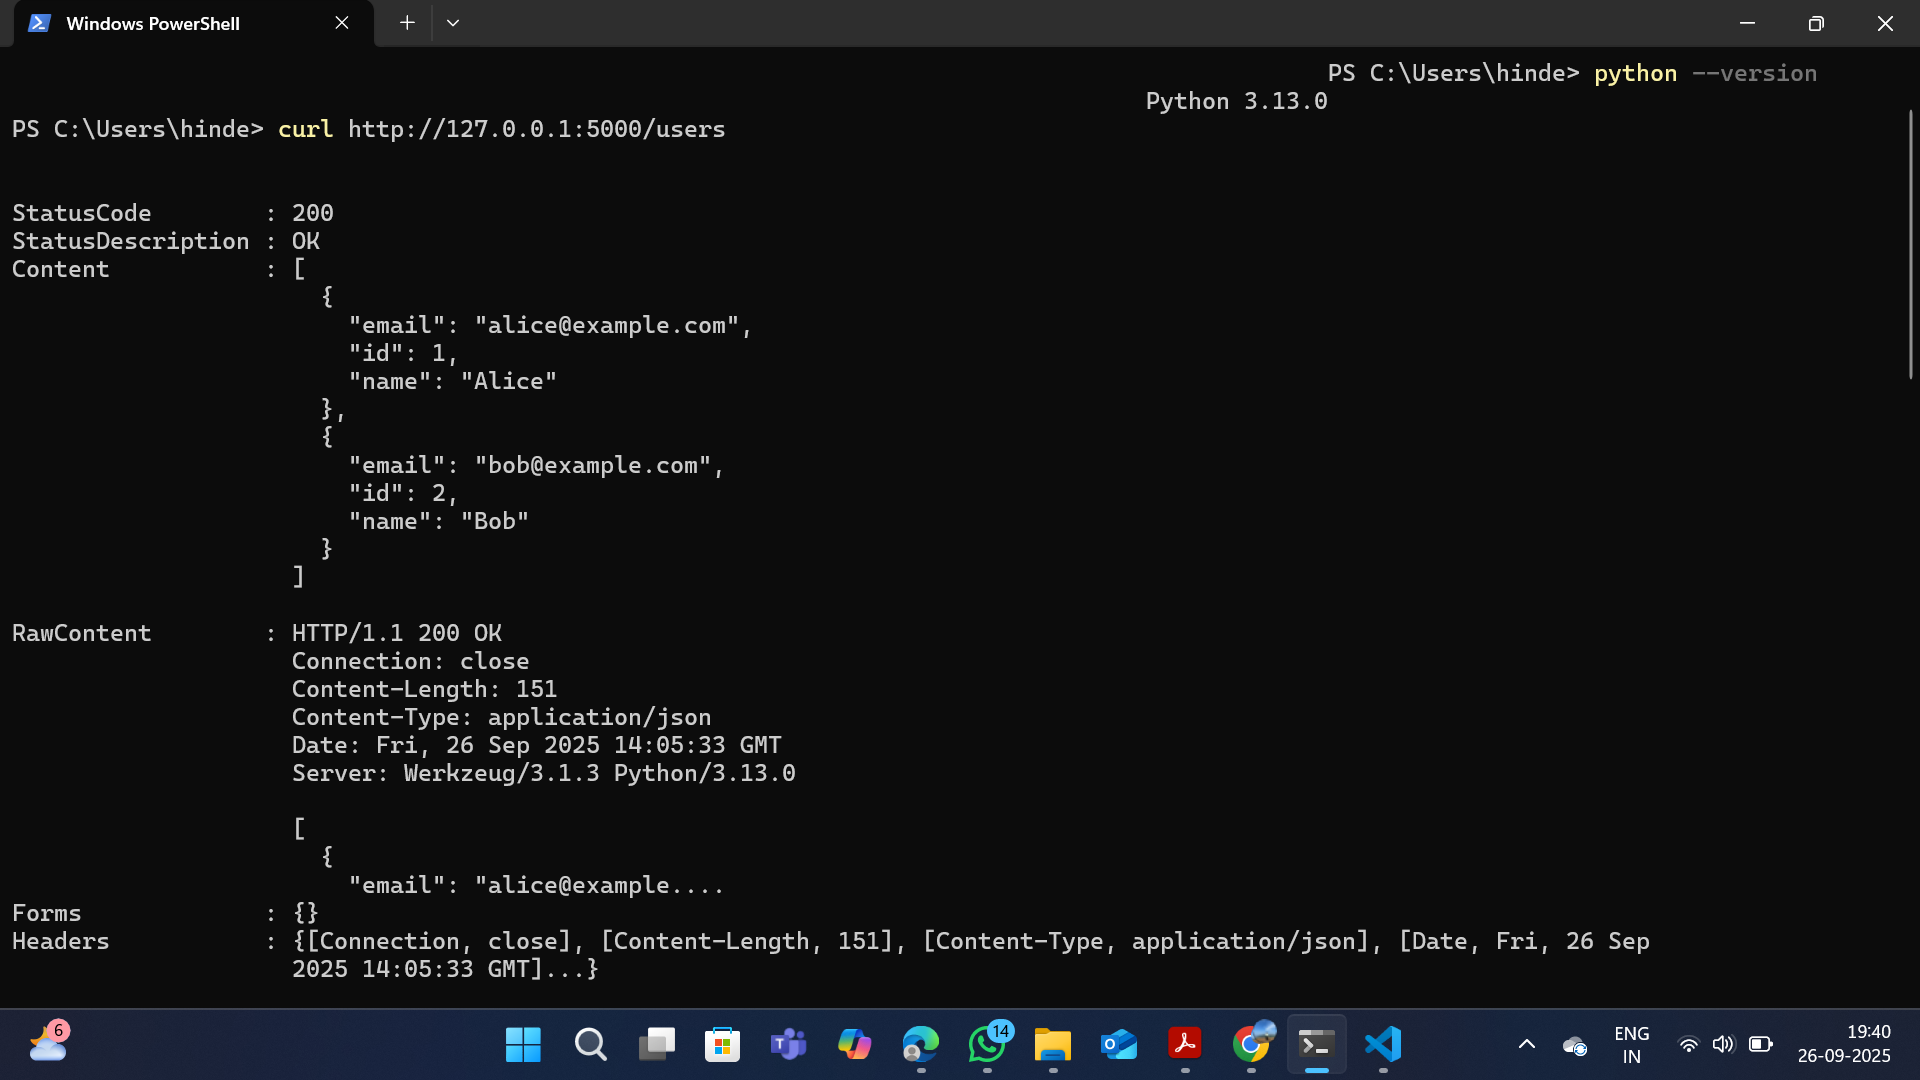 Windows PowerShell
PS C:\Users\hinde> python --version
Python 3.13.0
PS C:\Users\hinde> curl http://127.0.0.1:5000/users
StatusCode        : 200
StatusDescription : OK
Content           : [
                      {
                        "email": "alice@example.com",
                        "id": 1,
                        "name": "Alice"
                      },
                      {
                        "email": "bob@example.com",
                        "id": 2,
                        "name": "Bob"
                      }
                    ]
RawContent        : HTTP/1.1 200 OK
                    Connection: close
                    Content-Length: 151
                    Content-Type: application/json
                    Date: Fri, 26 Sep 2025 14:05:33 GMT
                    Server: Werkzeug/3.1.3 Python/3.13.0
                    [
                      {
                        "email": "alice@example....
Forms             : {}
Headers           : {[Connection, close], [Content-Length, 151], [Content-Type, application/json], [Date, Fri, 26 Sep
                    2025 14:05:33 GMT]...}
6
14
ENG
IN
19:40
26-09-2025